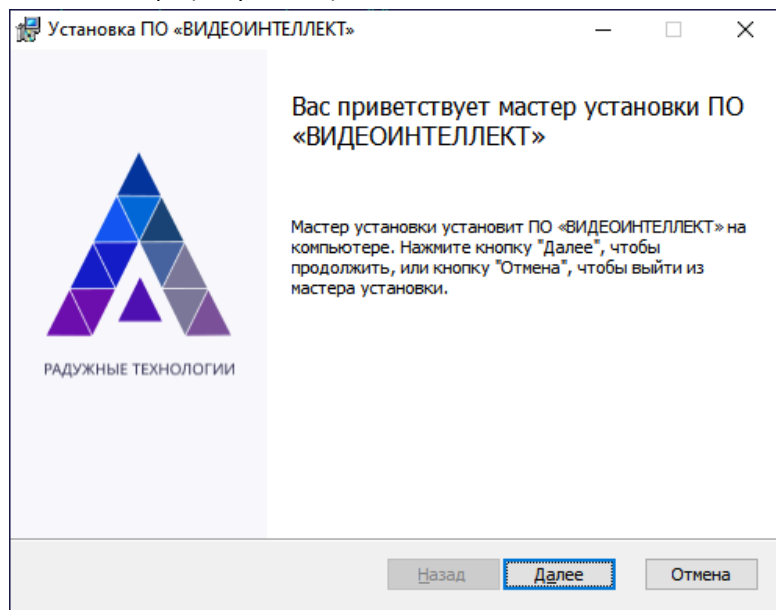 Установка ПО «ВИДЕОИНТЕЛЛЕКТ»
Вас приветствует мастер установки ПО
«ВИДЕОИНТЕЛЛЕКТ»
Мастер установки установит ПО «ВИДЕОИНТЕЛЛЕКТ» на
компьютере. Нажмите кнопку "Далее", чтобы
продолжить, или кнопку "Отмена", чтобы выйти из
мастера установки.
РАДУЖНЫЕ ТЕХНОЛОГИИ
Назад Далее Отмена